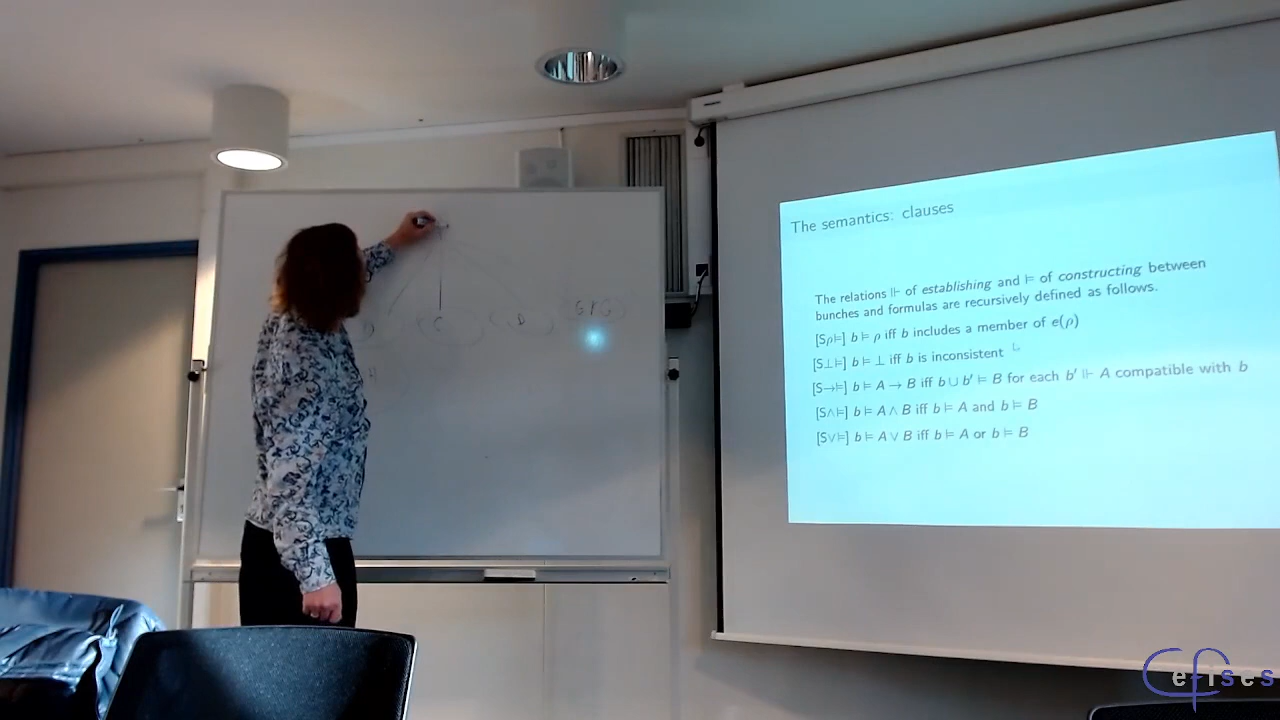 The semantics: clauses
The relations ⊩ of establishing and ⊨ of constructing between
bunches and formulas are recursively defined as follows.
[Sρ⊨] b ⊨ ρ iff b includes a member of e(ρ)
[S⊥⊨] b ⊨ ⊥ iff b is inconsistent
[S→⊨] b ⊨ A → B iff b ∪ b′ ⊨ B for each b′ ⊩ A compatible with b
[S∧⊨] b ⊨ A ∧ B iff b ⊨ A and b ⊨ B
[S∨⊨] b ⊨ A ∨ B iff b ⊨ A or b ⊨ B
C
D
Cefises